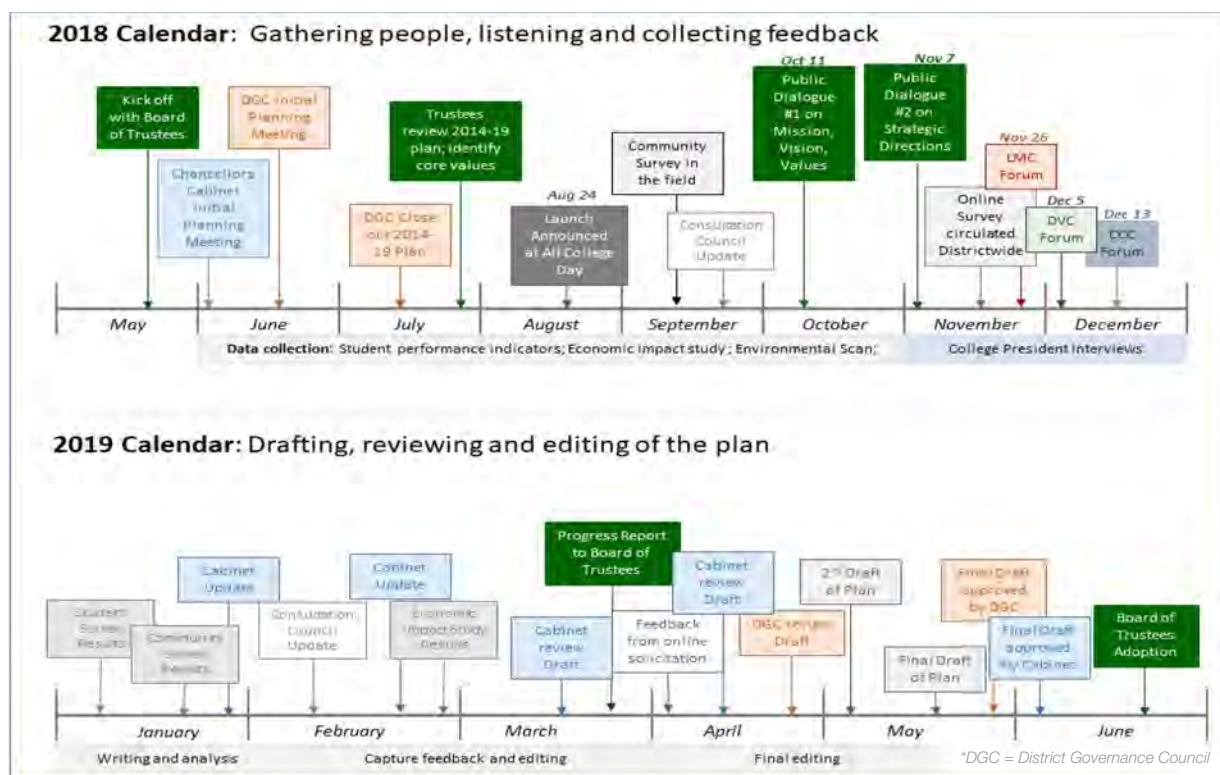 2018 Calendar: Gathering people, listening and collecting feedback
Kick off
with Board
of Trustees
DGC Initial
Planning
Meeting
Chancellors
Cabinet
Initial
Planning
Meeting
Trustees
review 2014-19
plan; identify
core values
DGC Close
out 2014-
19 Plan
Aug 24
Launch
Announced
at All College
Day
Community
Survey in
the field
Consultation
Council
Update
Oct 11
Public
Dialogue
#1 on
Mission,
Vision,
Values
Nov 7
Public
Dialogue
#2 on
Strategic
Directions
Nov 26
LMC
Forum
Online
Survey
circulated
Districtwide
Dec 5
DVC
Forum
Dec 13
CCC
Forum
May
June
July
August
September
October
November
December
Data collection: Student performance indicators; Economic impact study; Environmental Scan;
College President Interviews
2019 Calendar: Drafting, reviewing and editing of the plan
Student
Survey
Results
Community
Survey
Results
Cabinet
Update
Consultation
Council
Update
Cabinet
Update
Economic
Impact Study
Results
Cabinet
review
Draft
Progress Report
to Board of
Trustees
Feedback
from online
solicitation
Cabinet
review
Draft
DGC review
Draft
2nd Draft
of Plan
Final Draft
of Plan
Final Draft
approved
by DGC
Final Draft
approved
by Cabinet
Board of
Trustees
Adoption
January
February
March
April
May
June
Writing and analysis
Capture feedback and editing
Final editing
*DGC = District Governance Council